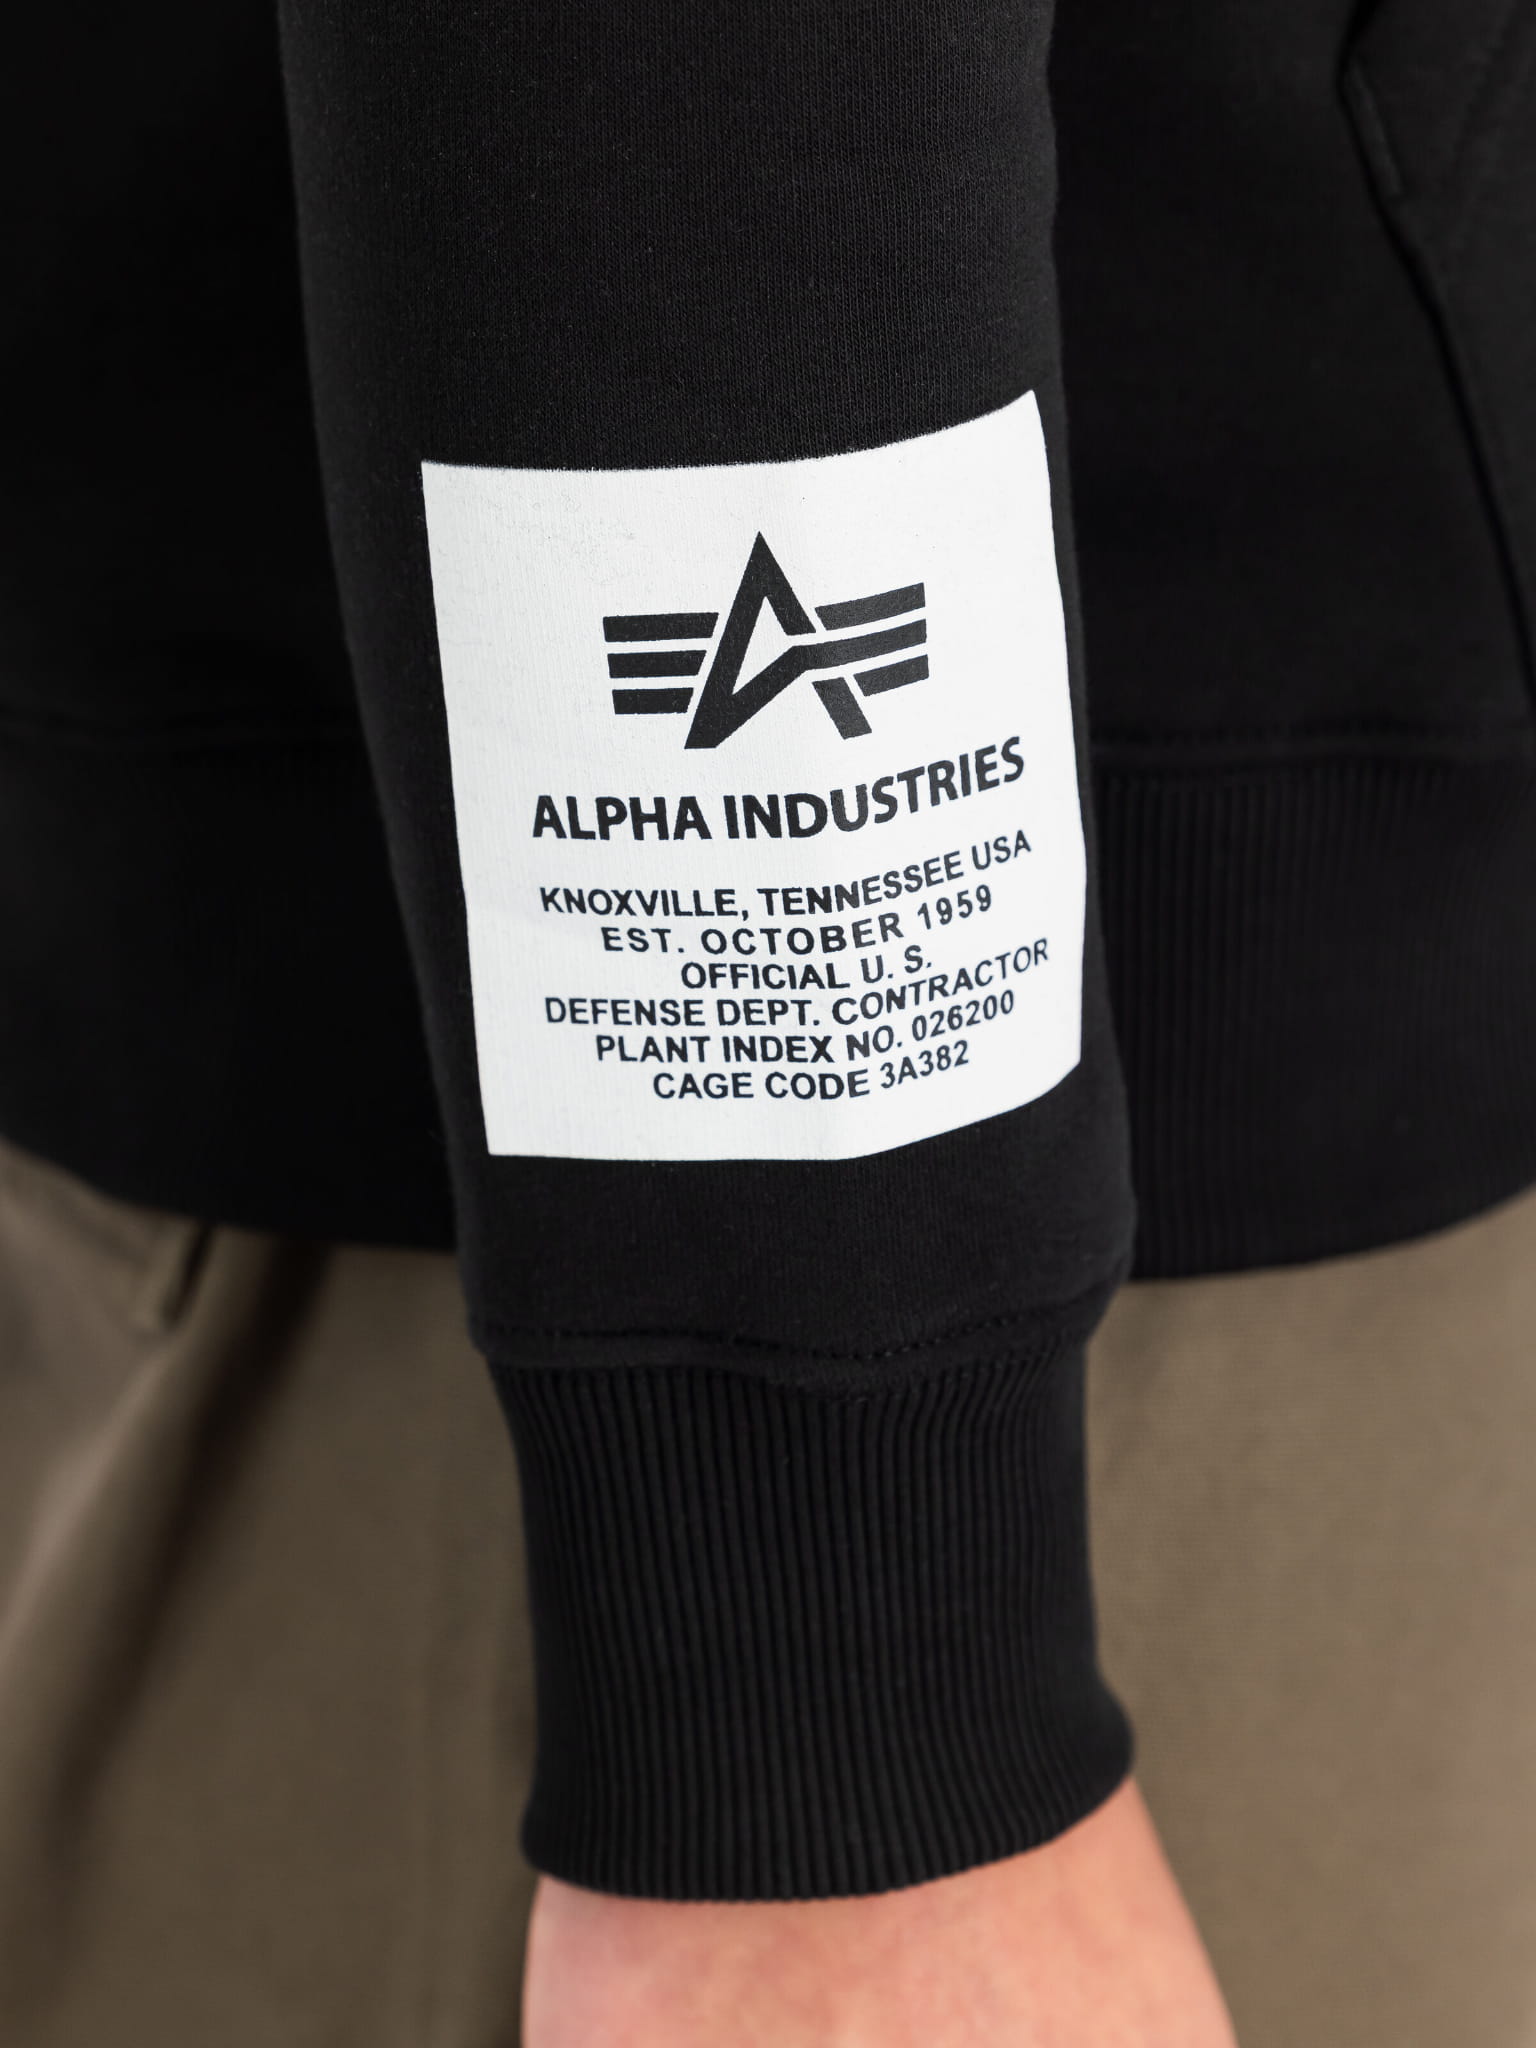 ALPHA INDUSTRIES
KNOXVILLE, TENNESSEE USA
EST. OCTOBER 1959
OFFICIAL U. S.
DEFENSE DEPT. CONTRACTOR
PLANT INDEX NO. 026200
CAGE CODE 3A382